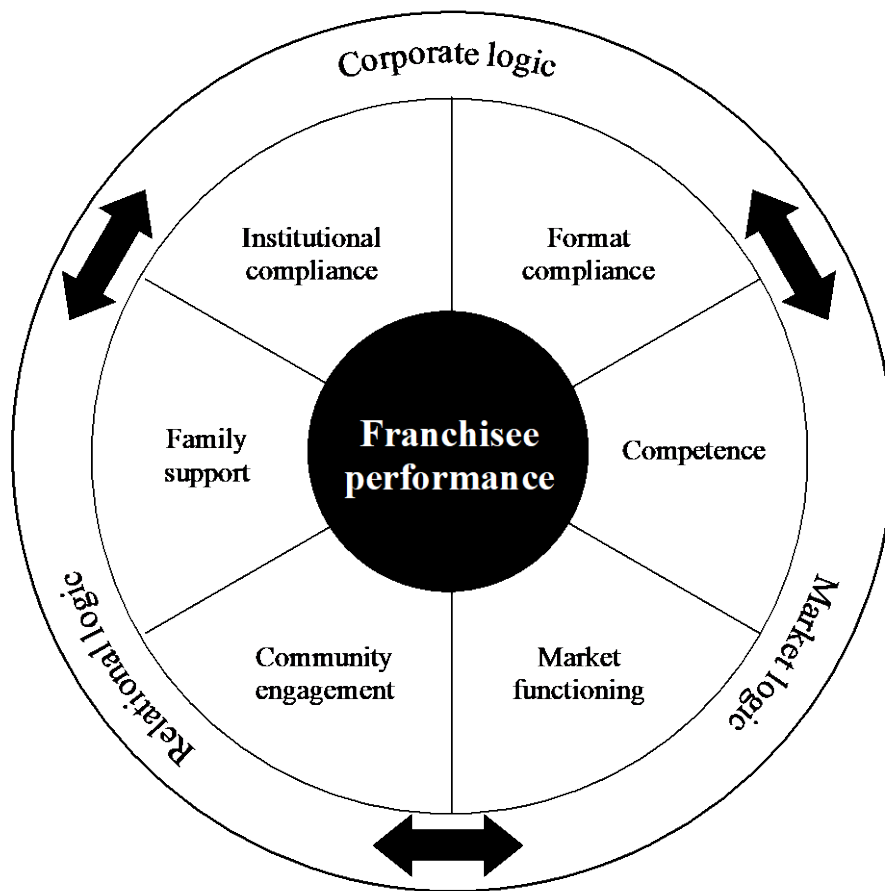 Corporate logic
Institutional
compliance
Format
compliance
Family
support
Franchisee
performance
Competence
Community
engagement
Market
functioning
Relational logic
Market logic